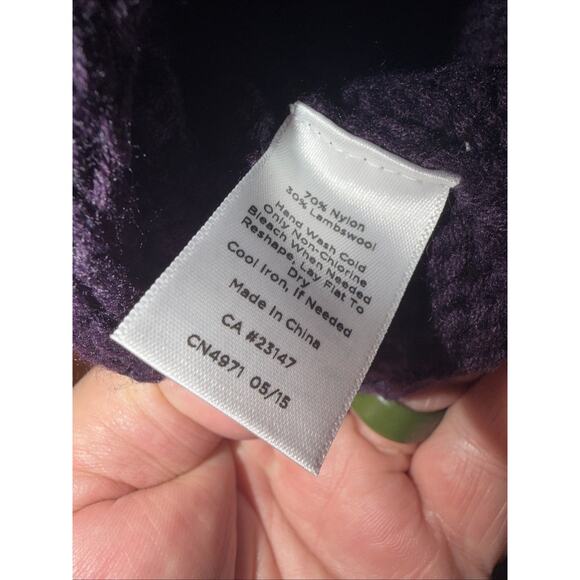 70% Nylon
30% Lambswool
Hand Wash Cold
Only Non-Chlorine
Bleach When Needed
Reshape, Lay Flat To
Dry
Cool Iron, If Needed
Made In China
CA #23147
CN4971 05/15